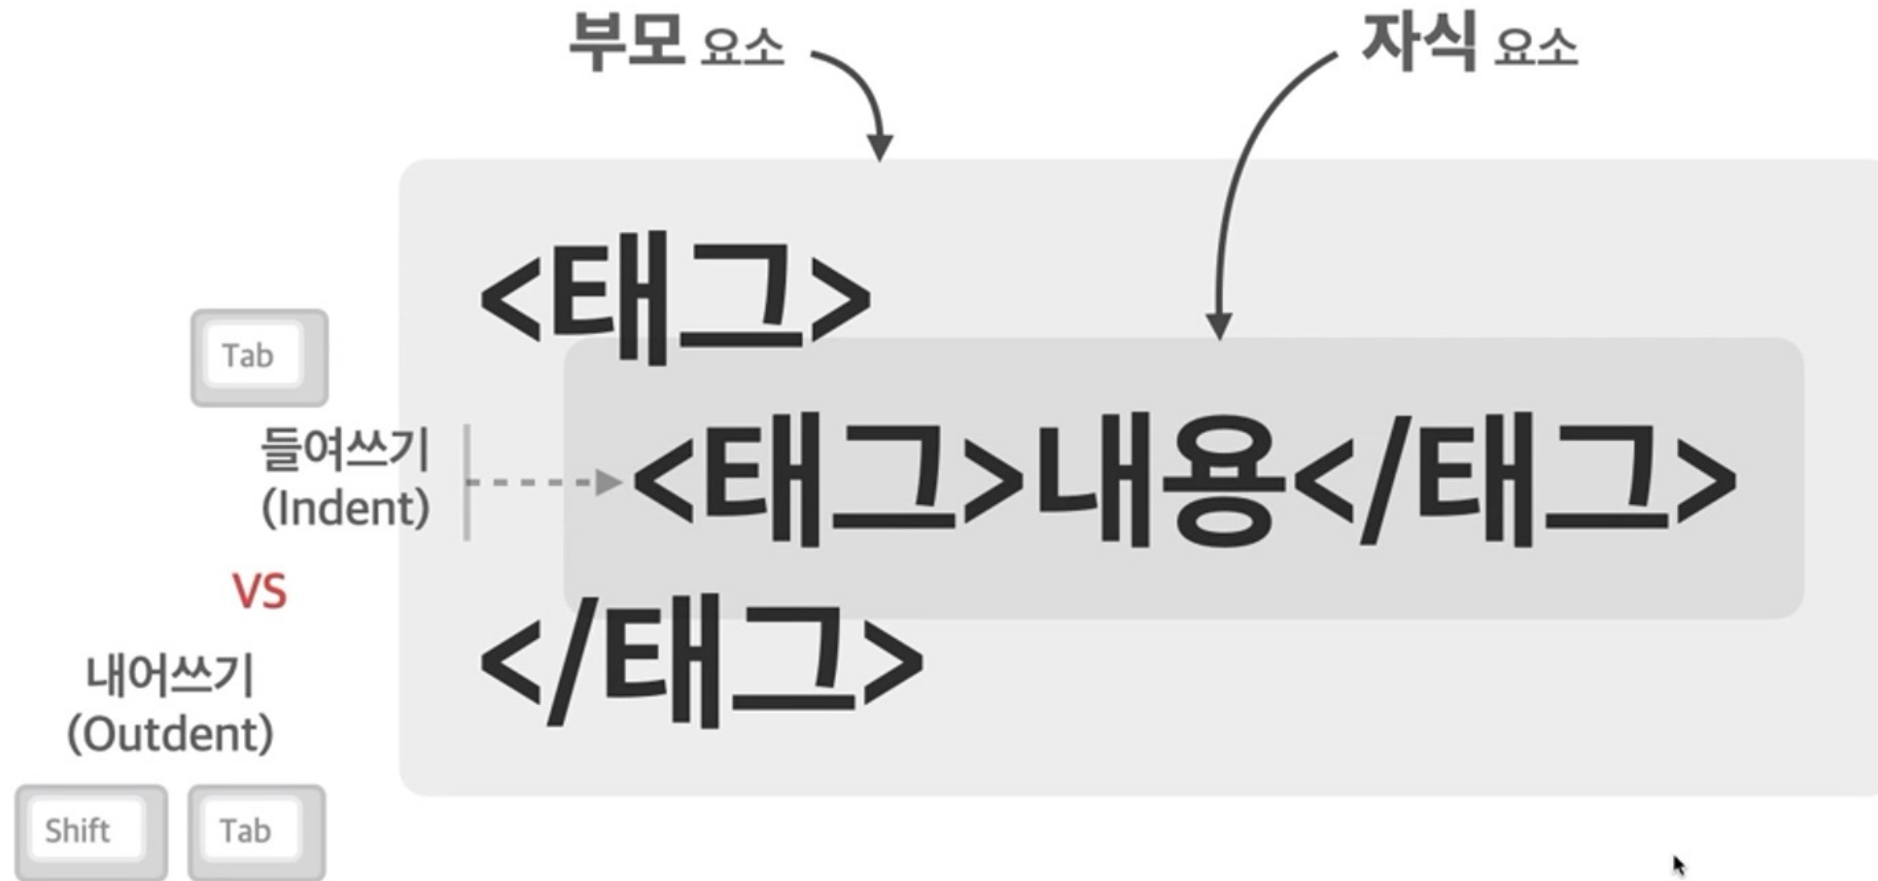 부모 요소
자식 요소
<태그>
Tab
들여쓰기
(Indent)
<태그>내용</태그>
VS
</태그>
내어쓰기
(Outdent)
Shift
Tab